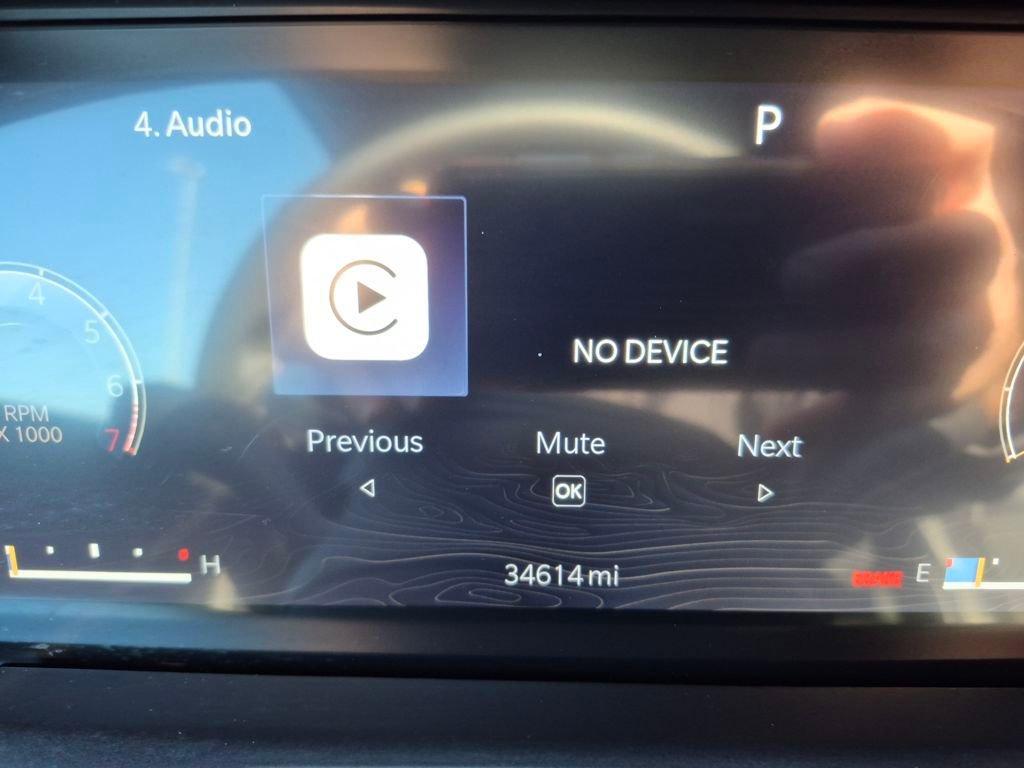 4. Audio
P
4
5
6
7
RPM
X 1000
NO DEVICE
Previous
Mute
Next
OK
H
34614 mi
BRAKE
E